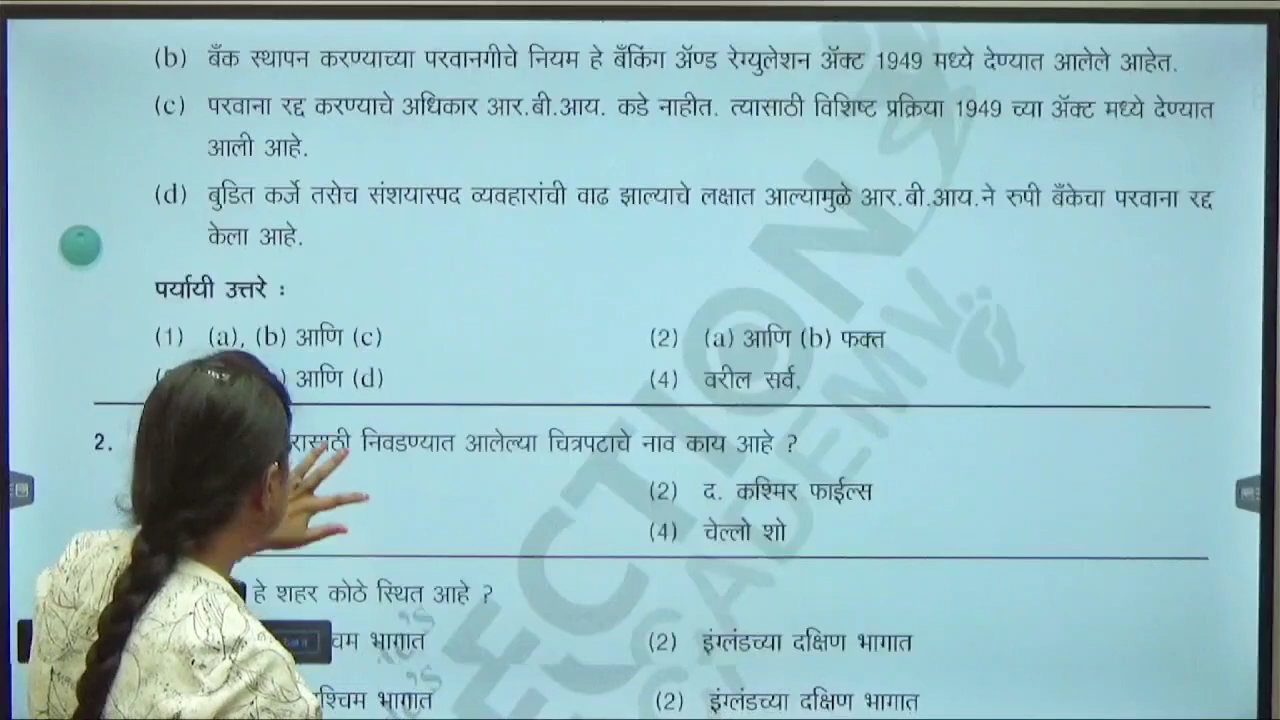 (b) बँक स्थापन करण्याच्या परवानगीचे नियम हे बँकिंग ॲण्ड रेग्युलेशन ॲक्ट 1949 मध्ये देण्यात आलेले आहेत.
(c) परवाना रद्द करण्याचे अधिकार आर.बी.आय. कडे नाहीत. त्यासाठी विशिष्ट प्रक्रिया 1949 च्या ॲक्ट मध्ये देण्यात
आली आहे.
(d) बुडित कर्जे तसेच संशयास्पद व्यवहारांची वाढ झाल्याचे लक्षात आल्यामुळे आर.बी.आय.ने रुपी बँकेचा परवाना रद्द
केला आहे.
पर्यायी उत्तरे :
(1) (a), (b) आणि (c) (2) (a) आणि (b) फक्त
) आणि (d) (4) वरील सर्व.
2. रासाठी निवडण्यात आलेल्या चित्रपटाचे नाव काय आहे ?
(2) द. कश्मिर फाईल्स
(4) चेल्लो शो
हे शहर कोठे स्थित आहे ?
चम भागात (2) इंग्लंडच्या दक्षिण भागात
श्चिम भागात (2) इंग्लंडच्या दक्षिण भागात
ECTION
ACADEMY